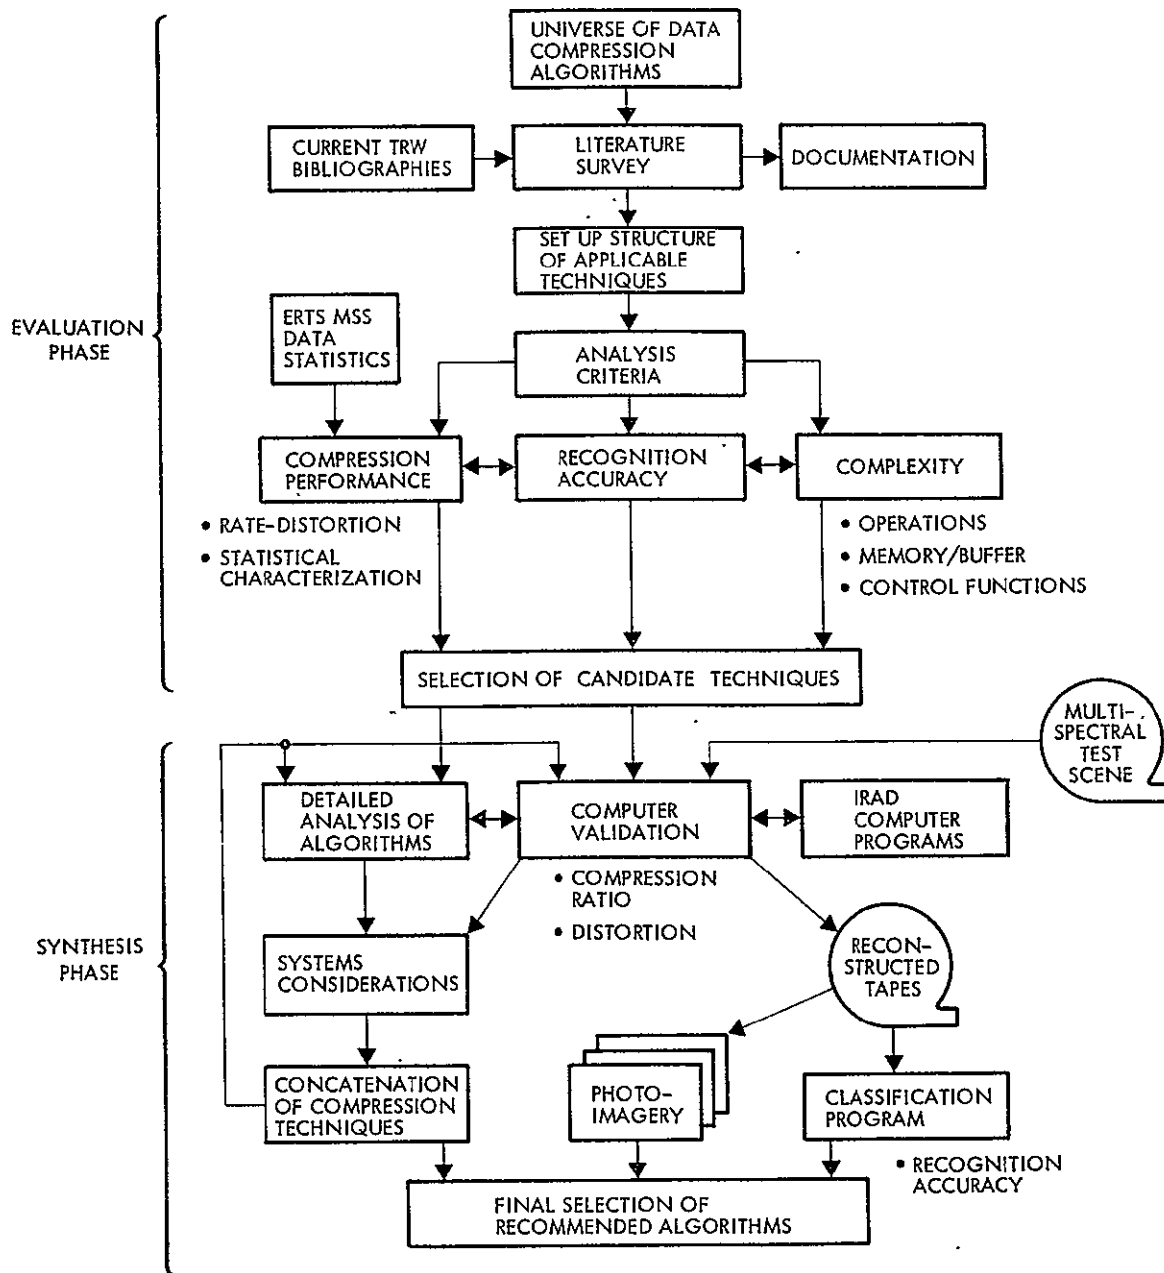 UNIVERSE OF DATA
COMPRESSION
ALGORITHMS
CURRENT TRW
BIBLIOGRAPHIES
LITERATURE
SURVEY
DOCUMENTATION
SET UP STRUCTURE
OF APPLICABLE
TECHNIQUES
EVALUATION
PHASE
ERTS MSS
DATA
STATISTICS
ANALYSIS
CRITERIA
COMPRESSION
PERFORMANCE
RECOGNITION
ACCURACY
COMPLEXITY
• RATE-DISTORTION
• STATISTICAL
CHARACTERIZATION
• OPERATIONS
• MEMORY/BUFFER
• CONTROL FUNCTIONS
SELECTION OF CANDIDATE TECHNIQUES
MULTI-
SPECTRAL
TEST
SCENE
DETAILED
ANALYSIS OF
ALGORITHMS
COMPUTER
VALIDATION
IRAD
COMPUTER
PROGRAMS
• COMPRESSION
RATIO
• DISTORTION
SYNTHESIS
PHASE
SYSTEMS
CONSIDERATIONS
RECON-
STRUCTED
TAPES
CONCATENATION
OF COMPRESSION
TECHNIQUES
PHOTO-
IMAGERY
CLASSIFICATION
PROGRAM
• RECOGNITION
ACCURACY
FINAL SELECTION OF
RECOMMENDED ALGORITHMS